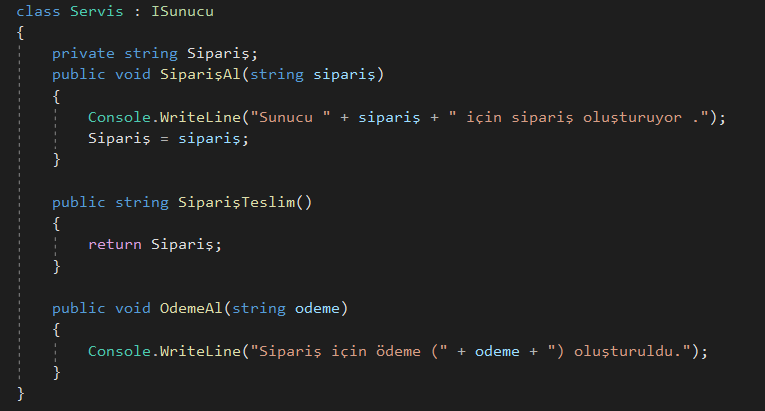 class Servis : ISunucu
{
private string Sipariş;
public void SiparişAl(string sipariş)
{
Console.WriteLine("Sunucu " + sipariş + " için sipariş oluşturuyor .");
Sipariş = sipariş;
}
public string SiparişTeslim()
{
return Sipariş;
}
public void OdemeAl(string odeme)
{
Console.WriteLine("Sipariş için ödeme (" + odeme + ") oluşturuldu.");
}
}